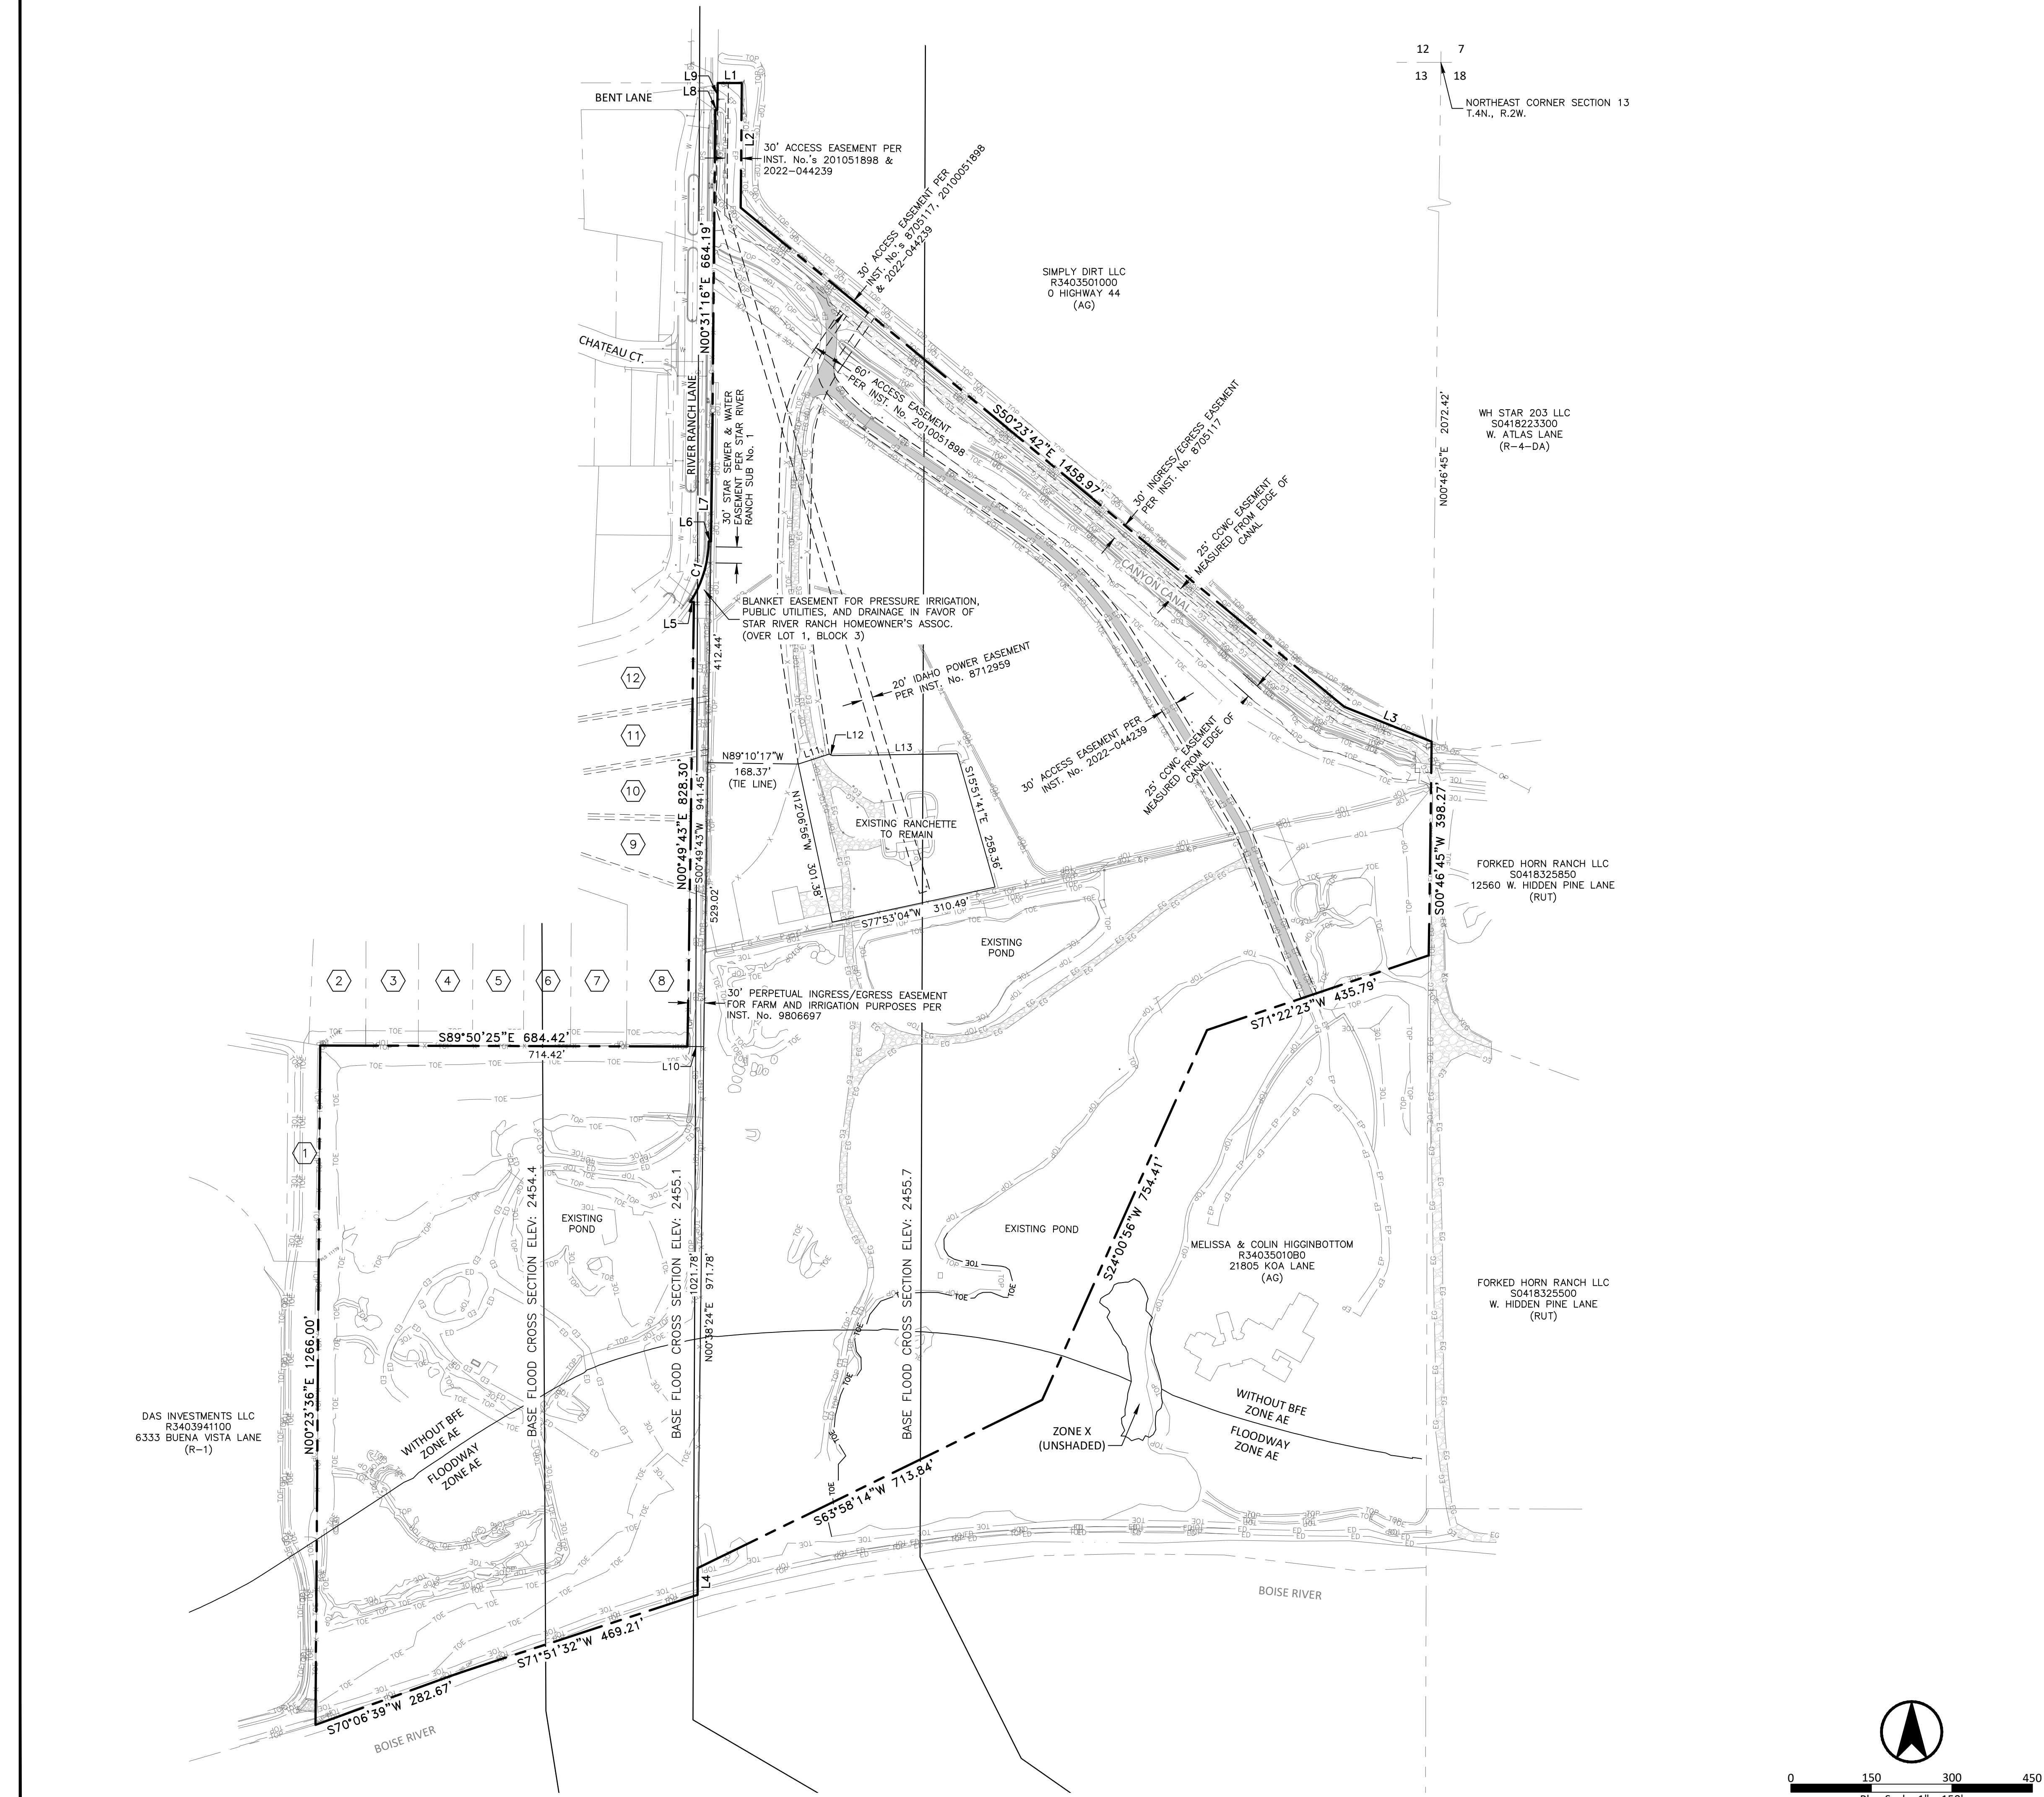 12 7
13 18
NORTHEAST CORNER SECTION 13
T.4N., R.2W.
L9
L1
L8
BENT LANE
L2
30' ACCESS EASEMENT PER
INST. No.'s 201051898 &
2022-044239
30' ACCESS EASEMENT PER
INST. No.'s 8705117, 20100051898
& 2022-044239
SIMPLY DIRT LLC
R3403501000
0 HIGHWAY 44
(AG)
N00°31'16"E 664.19'
CHATEAU CT.
RIVER RANCH LANE
60' ACCESS EASEMENT
PER INST. No. 2010051898
S50°23'42"E 1458.97'
30' INGRESS/EGRESS EASEMENT
PER INST. No. 8705117
WH STAR 203 LLC
S0418223300
W. ATLAS LANE
(R-4-DA)
N00°46'45"E 2072.42'
30' STAR SEWER & WATER
EASEMENT PER STAR RIVER
RANCH SUB No. 1
L7
L6
C1
L5
25' CCWC EASEMENT
MEASURED FROM EDGE OF
CANAL
CANYON CANAL
BLANKET EASEMENT FOR PRESSURE IRRIGATION,
PUBLIC UTILITIES, AND DRAINAGE IN FAVOR OF
STAR RIVER RANCH HOMEOWNER'S ASSOC.
(OVER LOT 1, BLOCK 3)
412.44'
12
11
10
9
20' IDAHO POWER EASEMENT
PER INST. No. 8712959
L3
L12
L11
L13
N89°10'17"W
168.37'
(TIE LINE)
30' ACCESS EASEMENT PER
INST. No. 2022-044239
25' CCWC EASEMENT
MEASURED FROM EDGE OF
CANAL
N00°49'43"E 828.30'
S00°49'43"W 941.45'
N12°06'56"W 301.38'
S15°51'41"E 258.36'
EXISTING RANCHETTE
TO REMAIN
S77°53'04"W 310.49'
529.02'
S00°46'45"W 398.27'
FORKED HORN RANCH LLC
S0418325850
12560 W. HIDDEN PINE LANE
(RUT)
EXISTING
POND
2 3 4 5 6 7 8
30' PERPETUAL INGRESS/EGRESS EASEMENT
FOR FARM AND IRRIGATION PURPOSES PER
INST. No. 9806697
S71°22'23"W 435.79'
S89°50'25"E 684.42'
714.42'
L10
1
BASE FLOOD CROSS SECTION ELEV: 2454.4
BASE FLOOD CROSS SECTION ELEV: 2455.1
BASE FLOOD CROSS SECTION ELEV: 2455.7
EXISTING
POND
EXISTING POND
S24°00'56"W 754.41'
MELISSA & COLIN HIGGINBOTTOM
R34035010B0
21805 KOA LANE
(AG)
FORKED HORN RANCH LLC
S0418325500
W. HIDDEN PINE LANE
(RUT)
1021.78'
N00°38'24"E 971.78'
N00°23'36"E 1266.00'
DAS INVESTMENTS LLC
R3403941100
6333 BUENA VISTA LANE
(R-1)
WITHOUT BFE
ZONE AE
FLOODWAY
ZONE AE
ZONE X
(UNSHADED)
WITHOUT BFE
ZONE AE
FLOODWAY
ZONE AE
S63°58'14"W 713.84'
L4
BOISE RIVER
S71°51'32"W 469.21'
S70°06'39"W 282.67'
BOISE RIVER
0 150 300 450